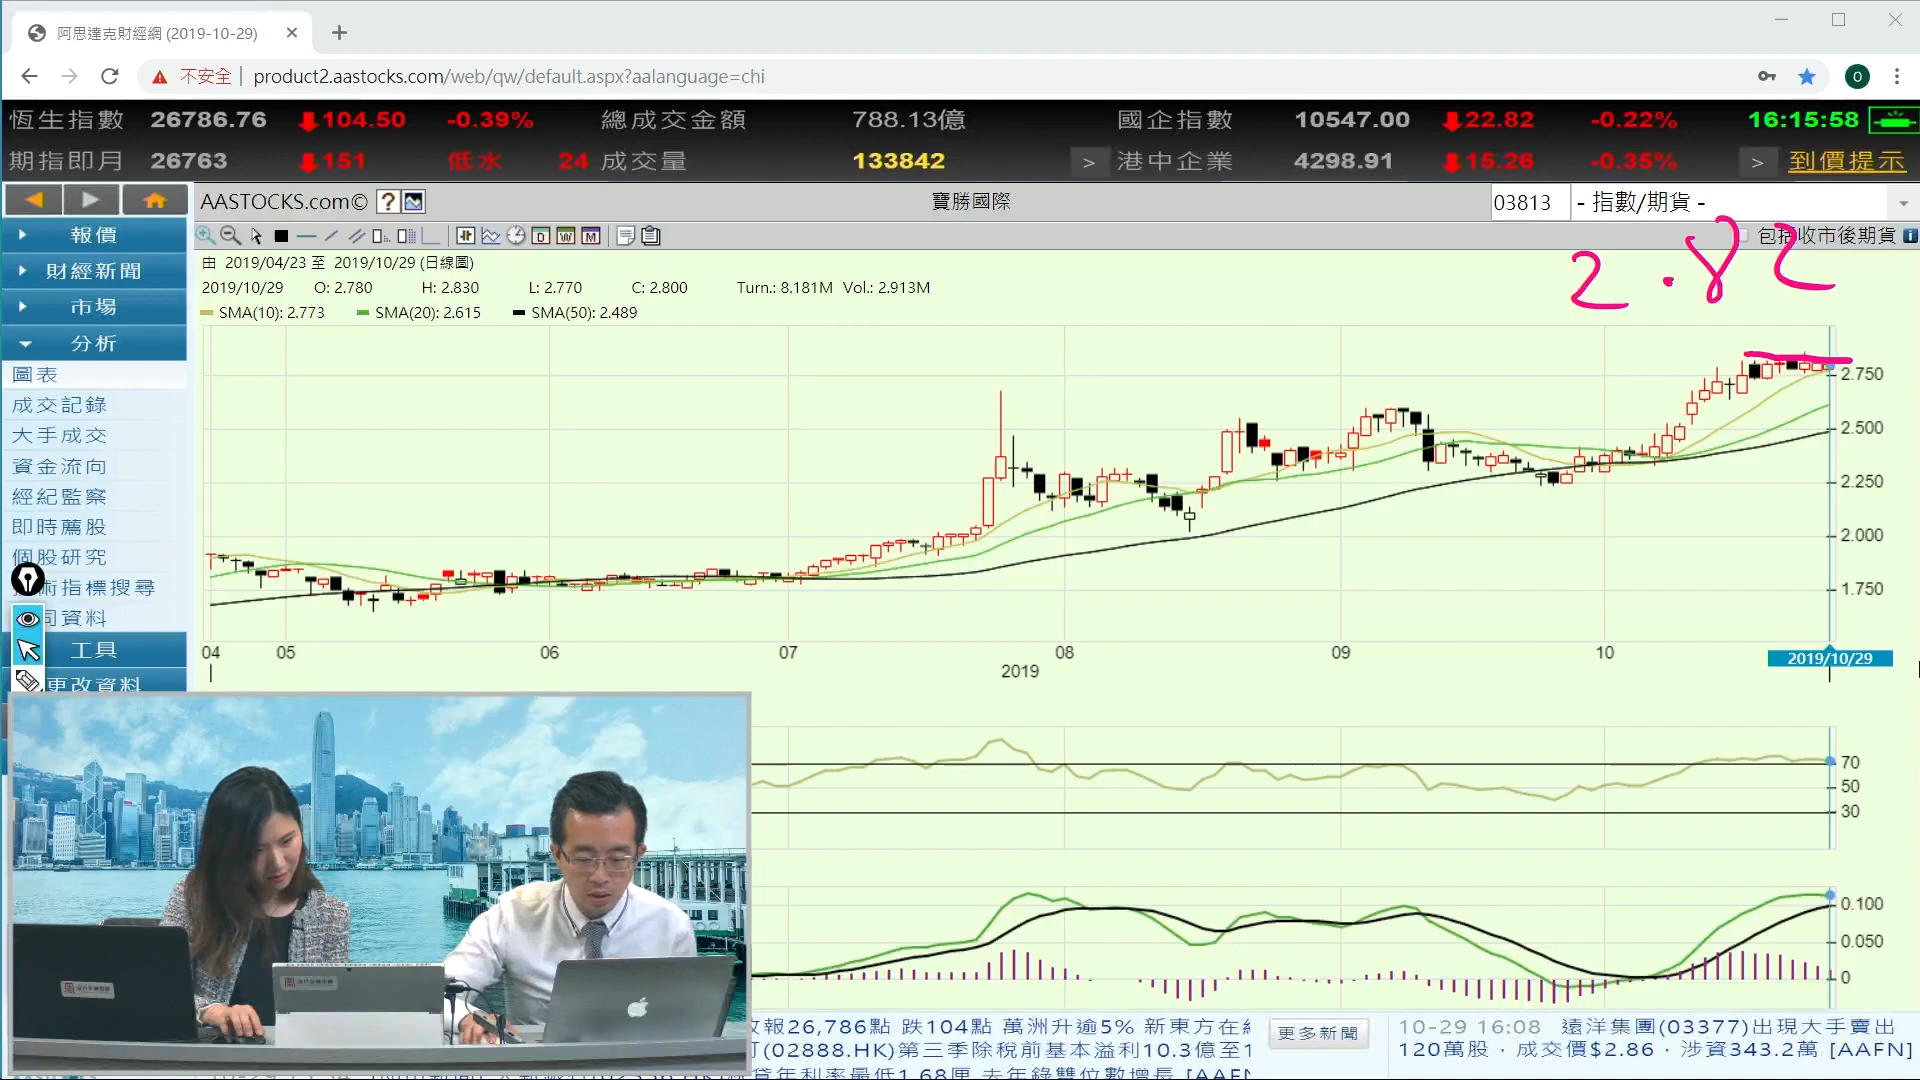 阿思達克財經網 (2019-10-29)
不安全 | product2.aastocks.com/web/qw/default.aspx?aalanguage=chi
恆生指數 26786.76 104.50 -0.39% 總成交金額 788.13億 國企指數 10547.00 22.82 -0.22% 16:15:58
期指即月 26763 151 低水 24 成交量 133842 > 港中企業 4298.91 15.26 -0.35% > 到價提示
AASTOCKS.com© ? 寶勝國際 03813 - 指數/期貨 -
報價
財經新聞
市場
分析
圖表
成交記錄
大手成交
資金流向
經紀監察
即時薦股
個股研究
術指標搜尋
司資料
工具
更改資料
D W M
包括收市後期貨
2.82
由 2019/04/23 至 2019/10/29 (日線圖)
2019/10/29 O: 2.780 H: 2.830 L: 2.770 C: 2.800 Turn.: 8.181M Vol.: 2.913M
SMA(10): 2.773 SMA(20): 2.615 SMA(50): 2.489
2.750
2.500
2.250
2.000
1.750
04 05 06 07 08 09 10 2019/10/29
2019
70
50
30
0.100
0.050
0
報26,786點 跌104點 萬洲升逾5% 新東方在
(02888.HK)第三季除稅前基本溢利10.3億至1
更多新聞
10-29 16:08 遠洋集團(03377)出現大手賣出
120萬股，成交價$2.86，涉資343.2萬 [AAFN]